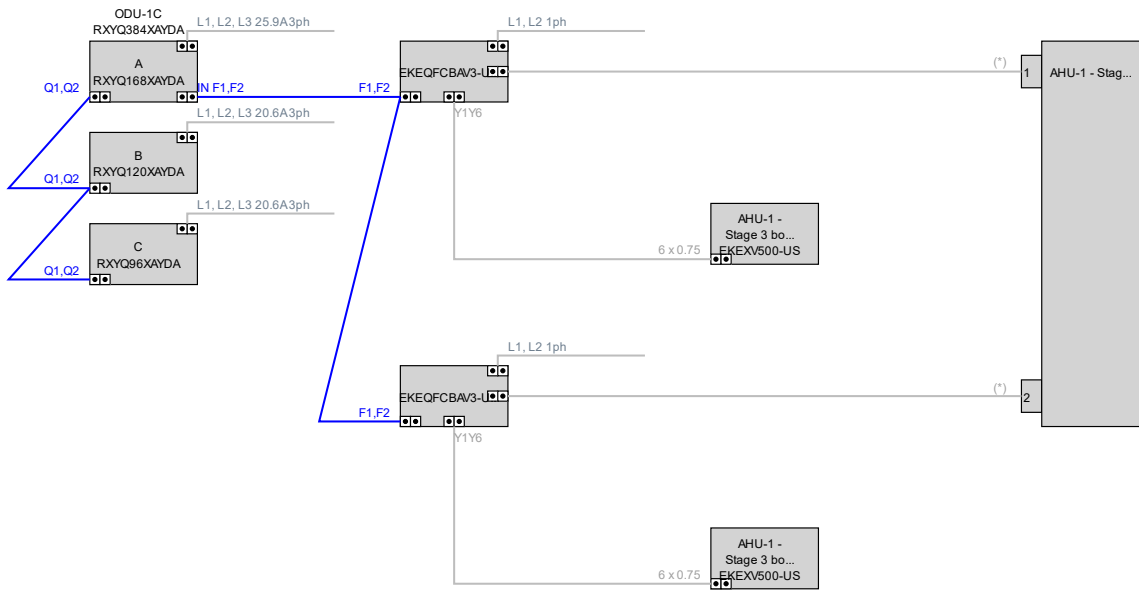 ODU-1C
RXYQ384XAYDA
L1, L2, L3 25.9A3ph
L1, L2 1ph
A
RXYQ168XAYDA
EKEQFCBAV3-U
(*)
1
AHU-1 - Stag...
Q1,Q2
IN F1,F2
F1,F2
Y1Y6
L1, L2, L3 20.6A3ph
B
RXYQ120XAYDA
Q1,Q2
L1, L2, L3 20.6A3ph
C
RXYQ96XAYDA
Q1,Q2
AHU-1 -
Stage 3 bo...
EKEXV500-US
6 x 0.75
L1, L2 1ph
EKEQFCBAV3-U
(*)
2
F1,F2
Y1Y6
AHU-1 -
Stage 3 bo...
EKEXV500-US
6 x 0.75